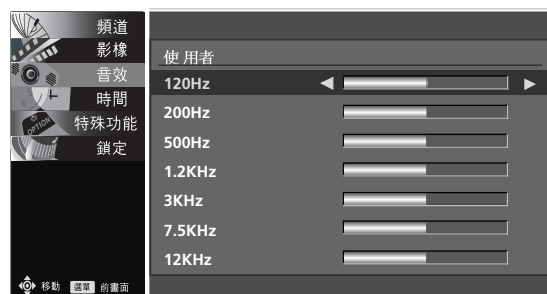 頻道
影像
音效
時間
特殊功能
鎖定
OPTION
移動 選單 前畫面
使用者
120Hz
200Hz
500Hz
1.2KHz
3KHz
7.5KHz
12KHz